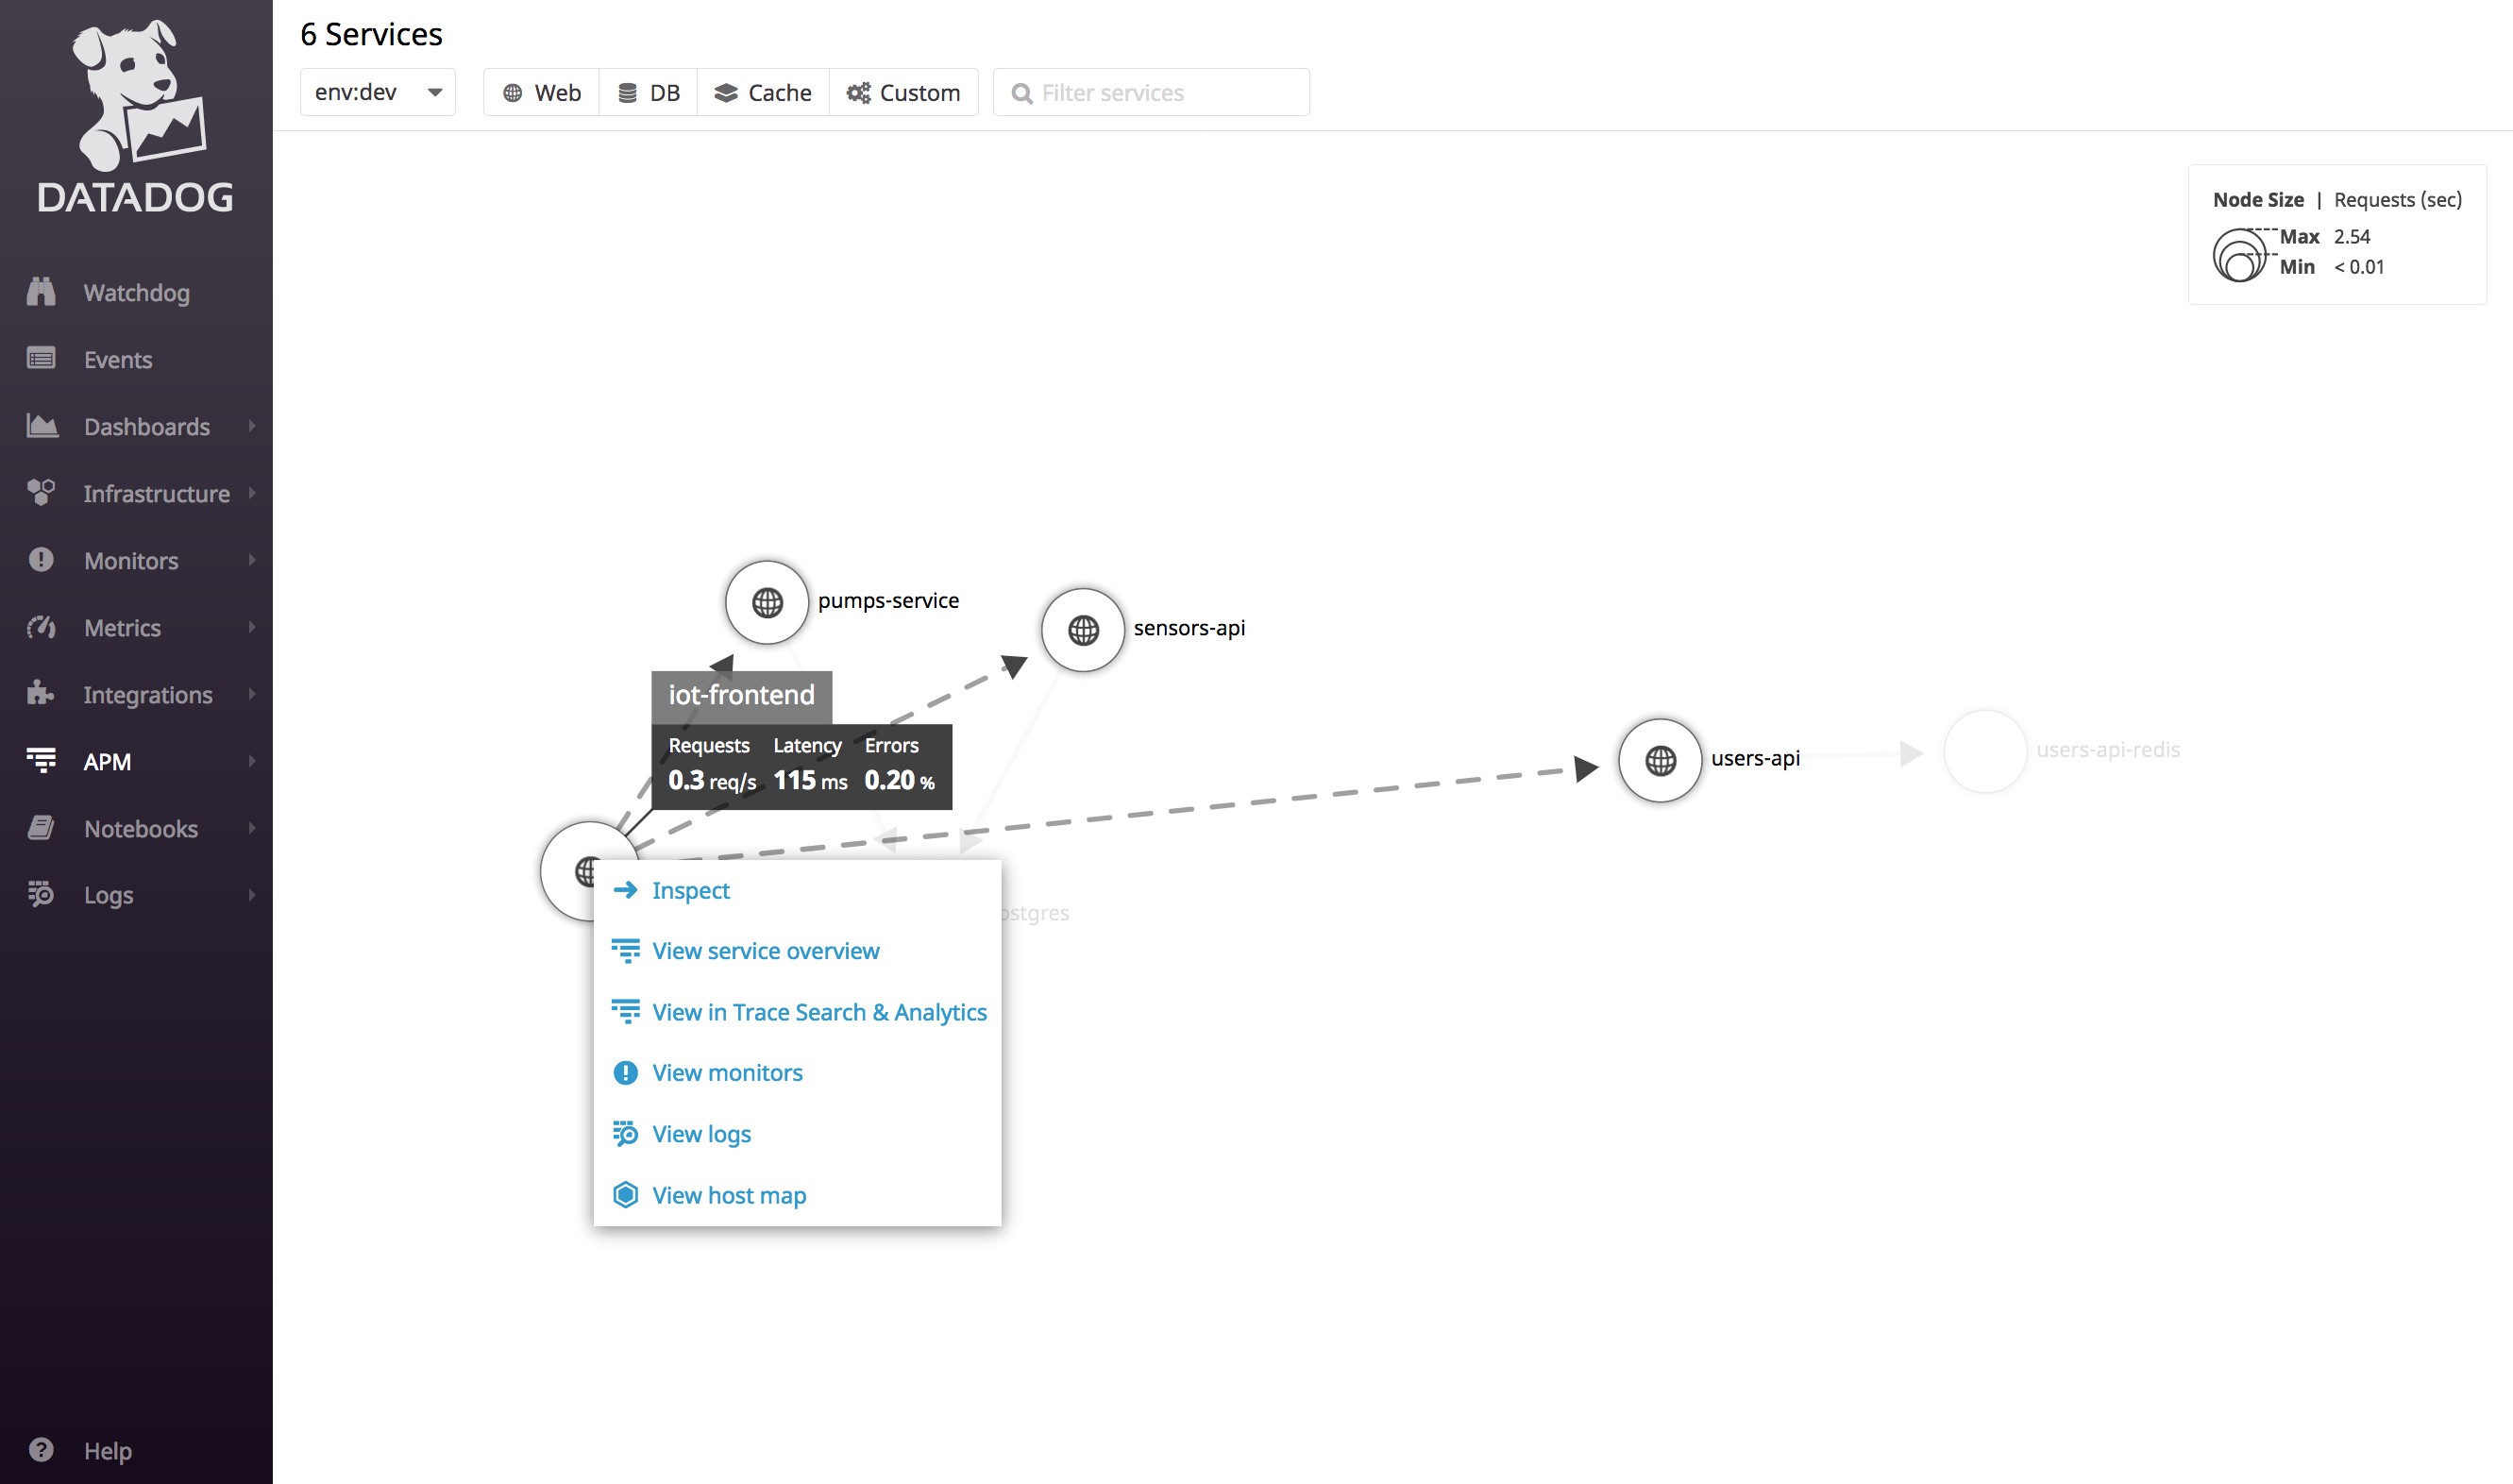 DATADOG
Watchdog
Events
Dashboards
Infrastructure
Monitors
Metrics
Integrations
APM
Notebooks
Logs
Help
6 Services
env:dev
Web
DB
Cache
Custom
Filter services
Node Size | Requests (sec)
Max 2.54
Min < 0.01
pumps-service
sensors-api
iot-frontend
Requests Latency Errors
0.3 req/s 115 ms 0.20 %
users-api
users-api-redis
ostgres
Inspect
View service overview
View in Trace Search & Analytics
View monitors
View logs
View host map